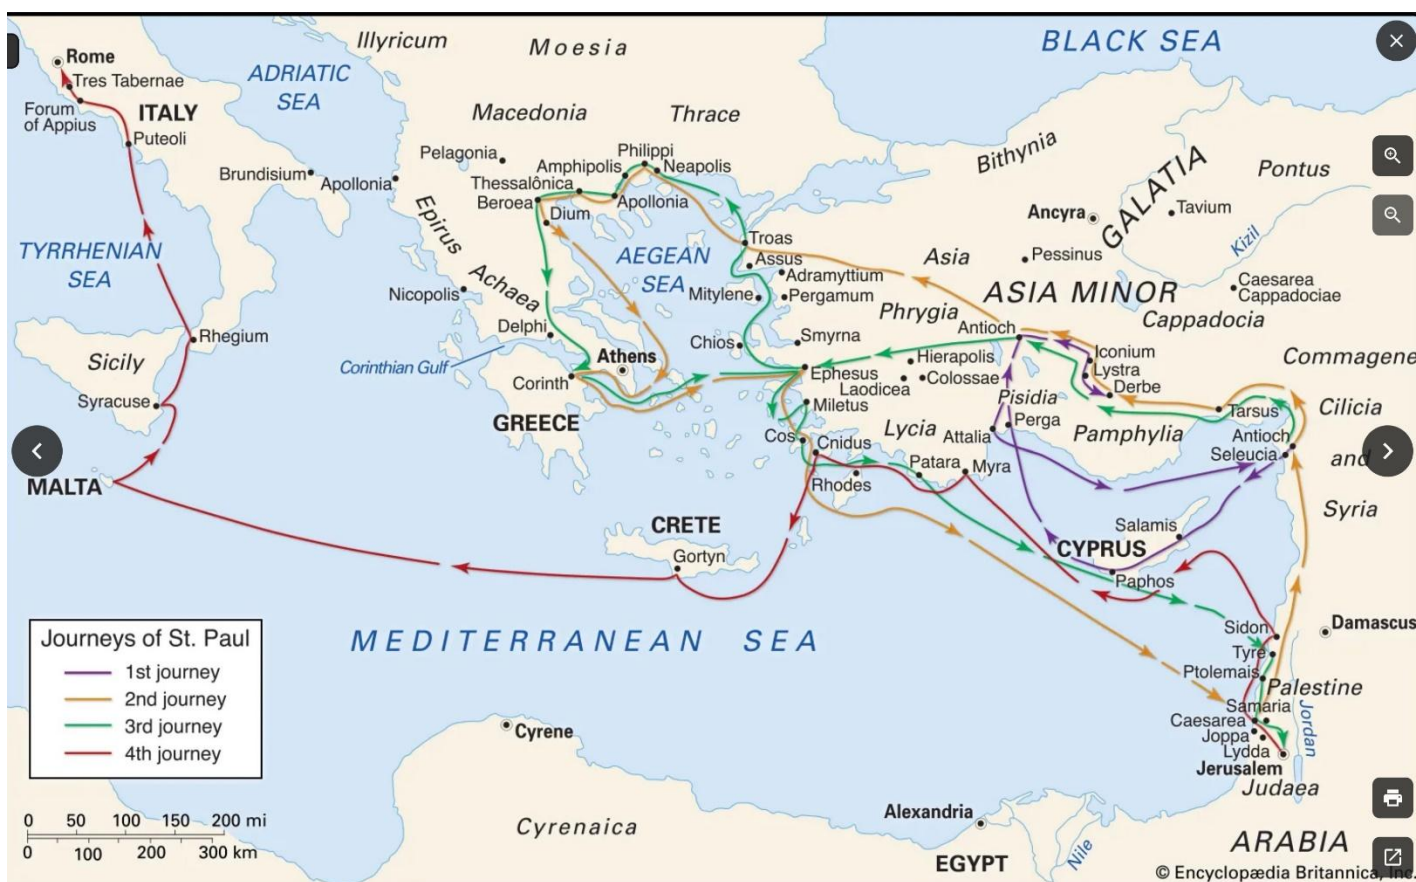 Illyricum
Moesia
BLACK SEA
Rome
Tres Tabernae
ADRIATIC
SEA
Forum
of Appius
ITALY
Puteoli
Macedonia
Thrace
Bithynia
GALATIA
Pontus
Pelagonia
Philippi
Amphipolis
Neapolis
Brundisium
Apollonia
Thessalônica
Beroea
Apollonia
Dium
Epirus
Ancyra
Tavium
Kizil
TYRRHENIAN
SEA
AEGEAN
SEA
Troas
Assus
Adramyttium
Asia
Pessinus
Caesarea
Cappadociae
Nicopolis
Achaea
Mitylene
Pergamum
ASIA MINOR
Phrygia
Cappadocia
Delphi
Chios
Smyrna
Antioch
Rhegium
Sicily
Corinthian Gulf
Athens
Hierapolis
Iconium
Commagene
Corinth
Ephesus
Laodicea
Colossae
Lystra
Derbe
Syracuse
GREECE
Miletus
Pisidia
Perga
Tarsus
Cilicia
Cos
Cnidus
Lycia
Attalia
Pamphylia
Antioch
Seleucia
and
MALTA
Rhodes
Patara
Myra
Syria
CRETE
Gortyn
Salamis
CYPRUS
Paphos
Journeys of St. Paul
1st journey
2nd journey
3rd journey
4th journey
MEDITERRANEAN SEA
Sidon
Damascus
Tyre
Ptolemais
Palestine
Samaria
Caesarea
Joppa
Lydda
Jordan
Jerusalem
Judaea
Cyrene
Cyrenaica
Alexandria
EGYPT
Nile
ARABIA
0 50 100 150 200 mi
0 100 200 300 km
© Encyclopædia Britannica, Inc.